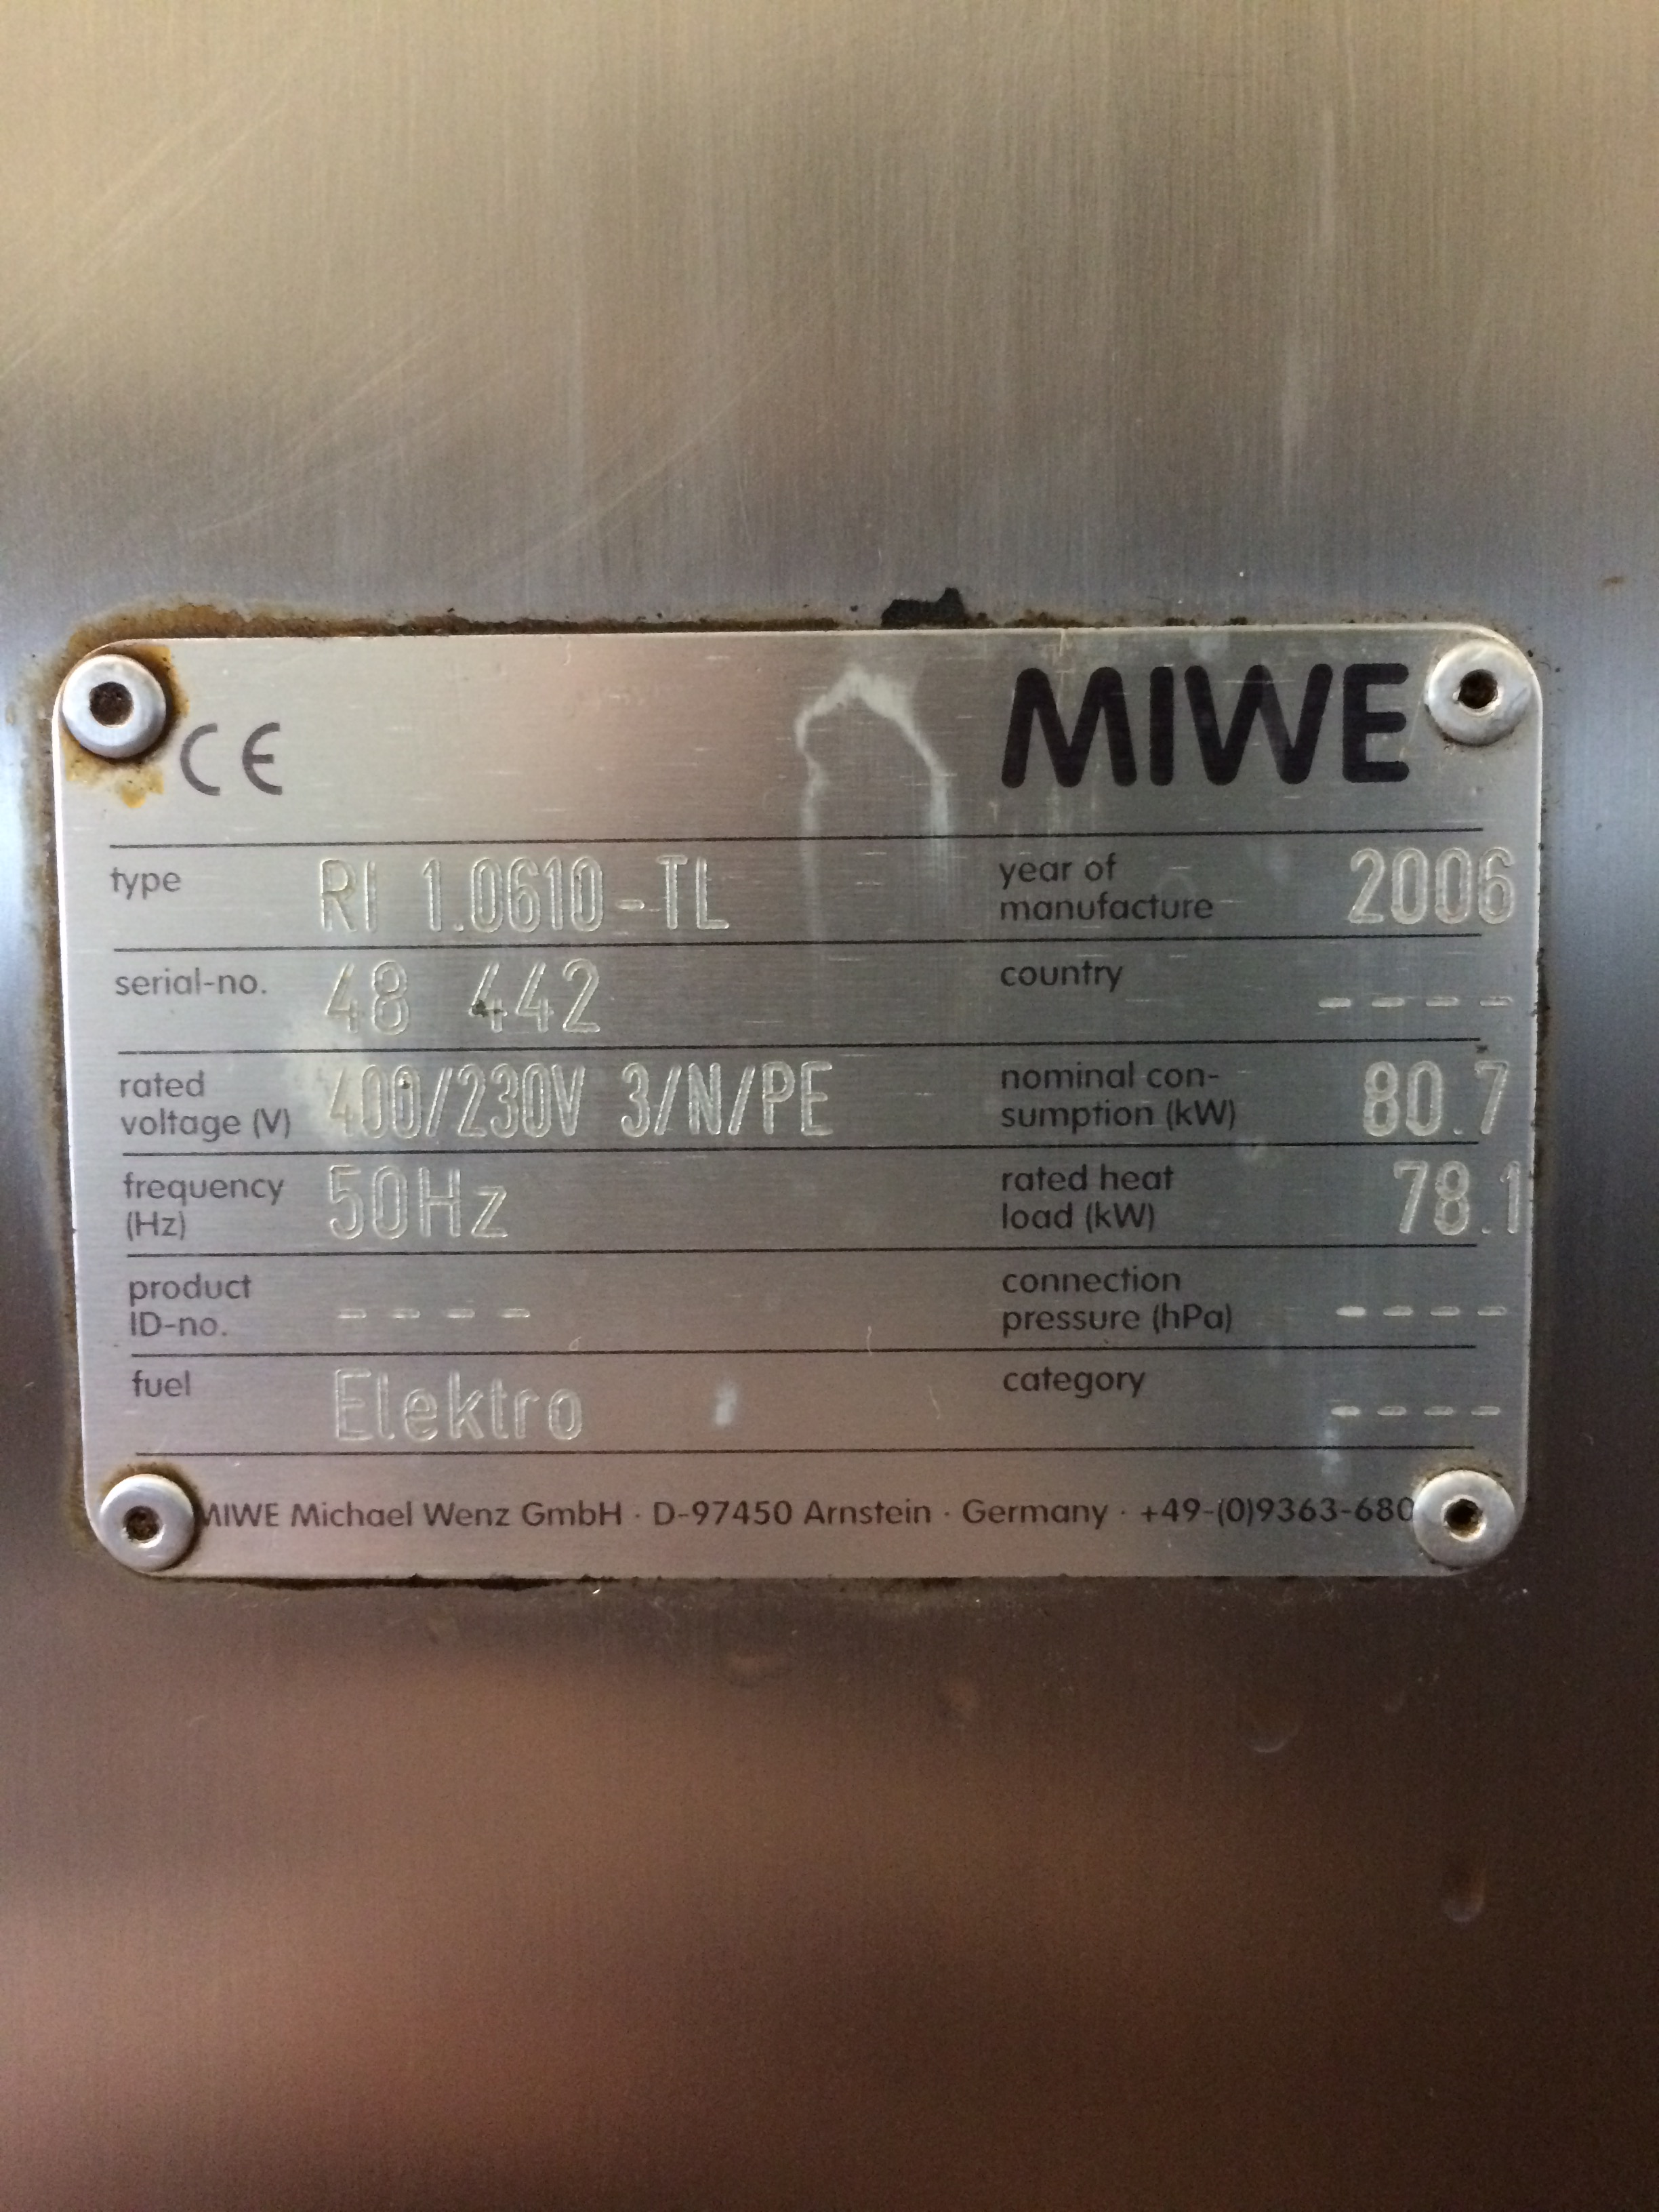 CE MIWE
type RI 1.0610-TL year of manufacture 2006
serial-no. 48 442 country ----
rated voltage (V) 400/230V 3/N/PE nominal con-sumption (kW) 80.7
frequency (Hz) 50Hz rated heat load (kW) 78.1
product ID-no. ---- connection pressure (hPa) ----
fuel Elektro category ----
MIWE Michael Wenz GmbH · D-97450 Arnstein · Germany · +49-(0)9363-680